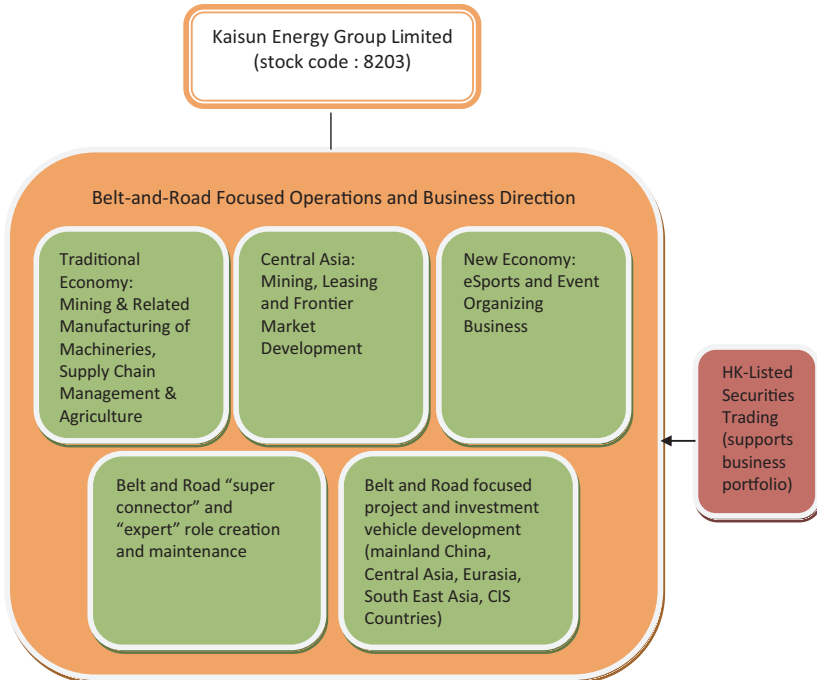 Kaisun Energy Group Limited
(stock code : 8203)
Belt-and-Road Focused Operations and Business Direction
Traditional
Economy:
Mining & Related
Manufacturing of
Machineries,
Supply Chain
Management &
Agriculture
Central Asia:
Mining, Leasing
and Frontier
Market
Development
New Economy:
eSports and Event
Organizing
Business
HK-Listed
Securities
Trading
(supports
business
portfolio)
Belt and Road “super
connector” and
“expert” role creation
and maintenance
Belt and Road focused
project and investment
vehicle development
(mainland China,
Central Asia, Eurasia,
South East Asia, CIS
Countries)